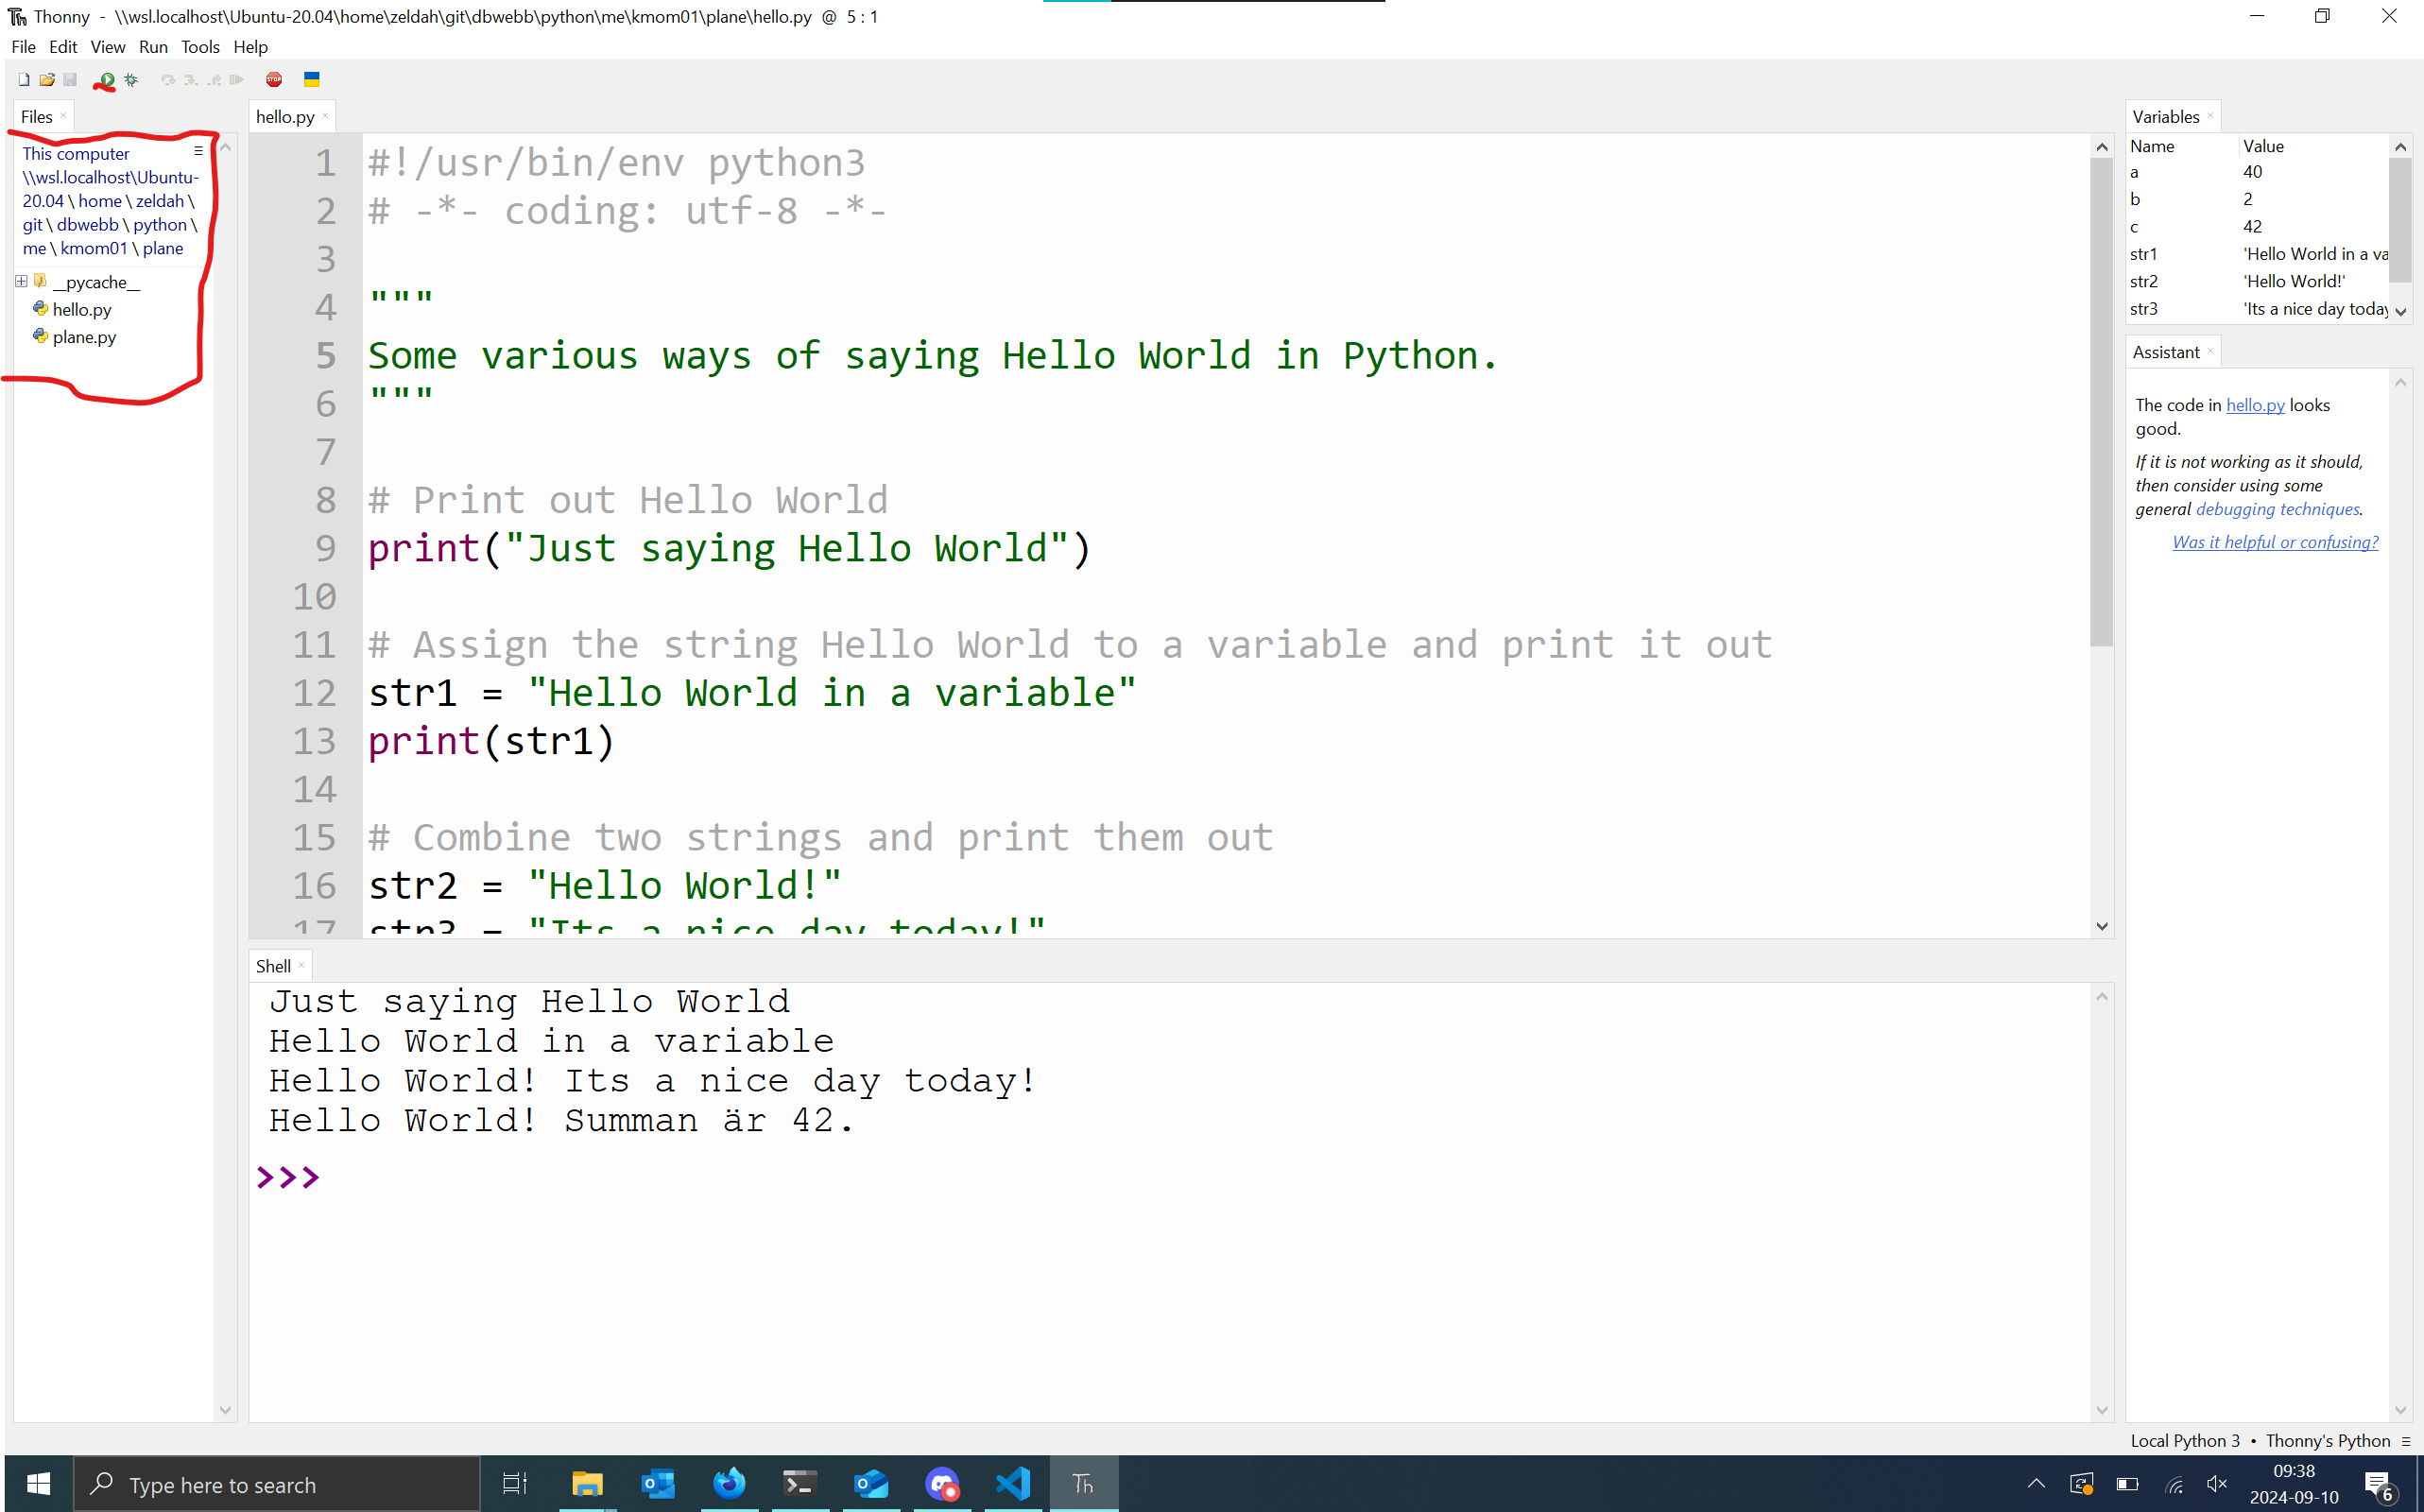 Thonny - \\wsl.localhost\Ubuntu-20.04\home\zeldah\git\dbwebb\python\me\kmom01\plane\hello.py @ 5 : 1
File Edit View Run Tools Help
STOP
Files
This computer
\\wsl.localhost\Ubuntu-
20.04 \ home \ zeldah \
git \ dbwebb \ python \
me \ kmom01 \ plane
__pycache__
hello.py
plane.py
hello.py
1 #!/usr/bin/env python3
2 # -*- coding: utf-8 -*-
3
4 """
5 Some various ways of saying Hello World in Python.
6 """
7
8 # Print out Hello World
9 print("Just saying Hello World")
10
11 # Assign the string Hello World to a variable and print it out
12 str1 = "Hello World in a variable"
13 print(str1)
14
15 # Combine two strings and print them out
16 str2 = "Hello World!"
17 str3 = "Its a nice day today!"
Shell
Just saying Hello World
Hello World in a variable
Hello World! Its a nice day today!
Hello World! Summan är 42.
>>>
Variables
Name Value
a 40
b 2
c 42
str1 'Hello World in a va
str2 'Hello World!'
str3 'Its a nice day today
Assistant
The code in hello.py looks
good.
If it is not working as it should,
then consider using some
general debugging techniques.
Was it helpful or confusing?
Local Python 3 • Thonny's Python
Type here to search
Th
09:38
2024-09-10
6